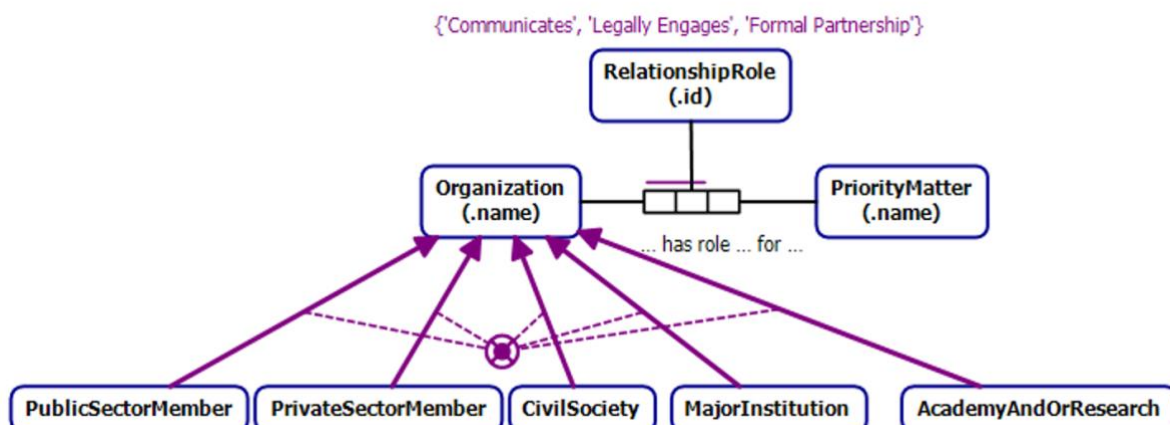 {'Communicates', 'Legally Engages', 'Formal Partnership'}
RelationshipRole
(.id)
Organization
(.name)
PriorityMatter
(.name)
... has role ... for ...
PublicSectorMember
PrivateSectorMember
CivilSociety
MajorInstitution
AcademyAndOrResearch